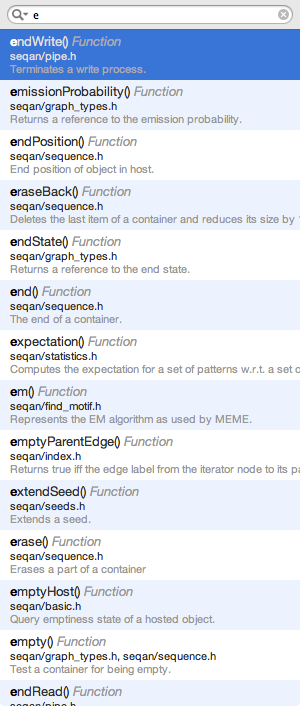 e
endWrite() Function
seqan/pipe.h
Terminates a write process.
emissionProbability() Function
seqan/graph_types.h
Returns a reference to the emission probability.
endPosition() Function
seqan/sequence.h
End position of object in host.
eraseBack() Function
seqan/sequence.h
Deletes the last item of a container and reduces its size by
endState() Function
seqan/graph_types.h
Returns a reference to the end state.
end() Function
seqan/sequence.h
The end of a container.
expectation() Function
seqan/statistics.h
Computes the expectation for a set of patterns w.r.t. a set
em() Function
seqan/find_motif.h
Represents the EM algorithm as used by MEME.
emptyParentEdge() Function
seqan/index.h
Returns true iff the edge label from the iterator node to its
extendSeed() Function
seqan/seeds.h
Extends a seed.
erase() Function
seqan/sequence.h
Erases a part of a container
emptyHost() Function
seqan/basic.h
Query emptiness state of a hosted object.
empty() Function
seqan/graph_types.h, seqan/sequence.h
Test a container for being empty.
endRead() Function
seqan/pipe.h